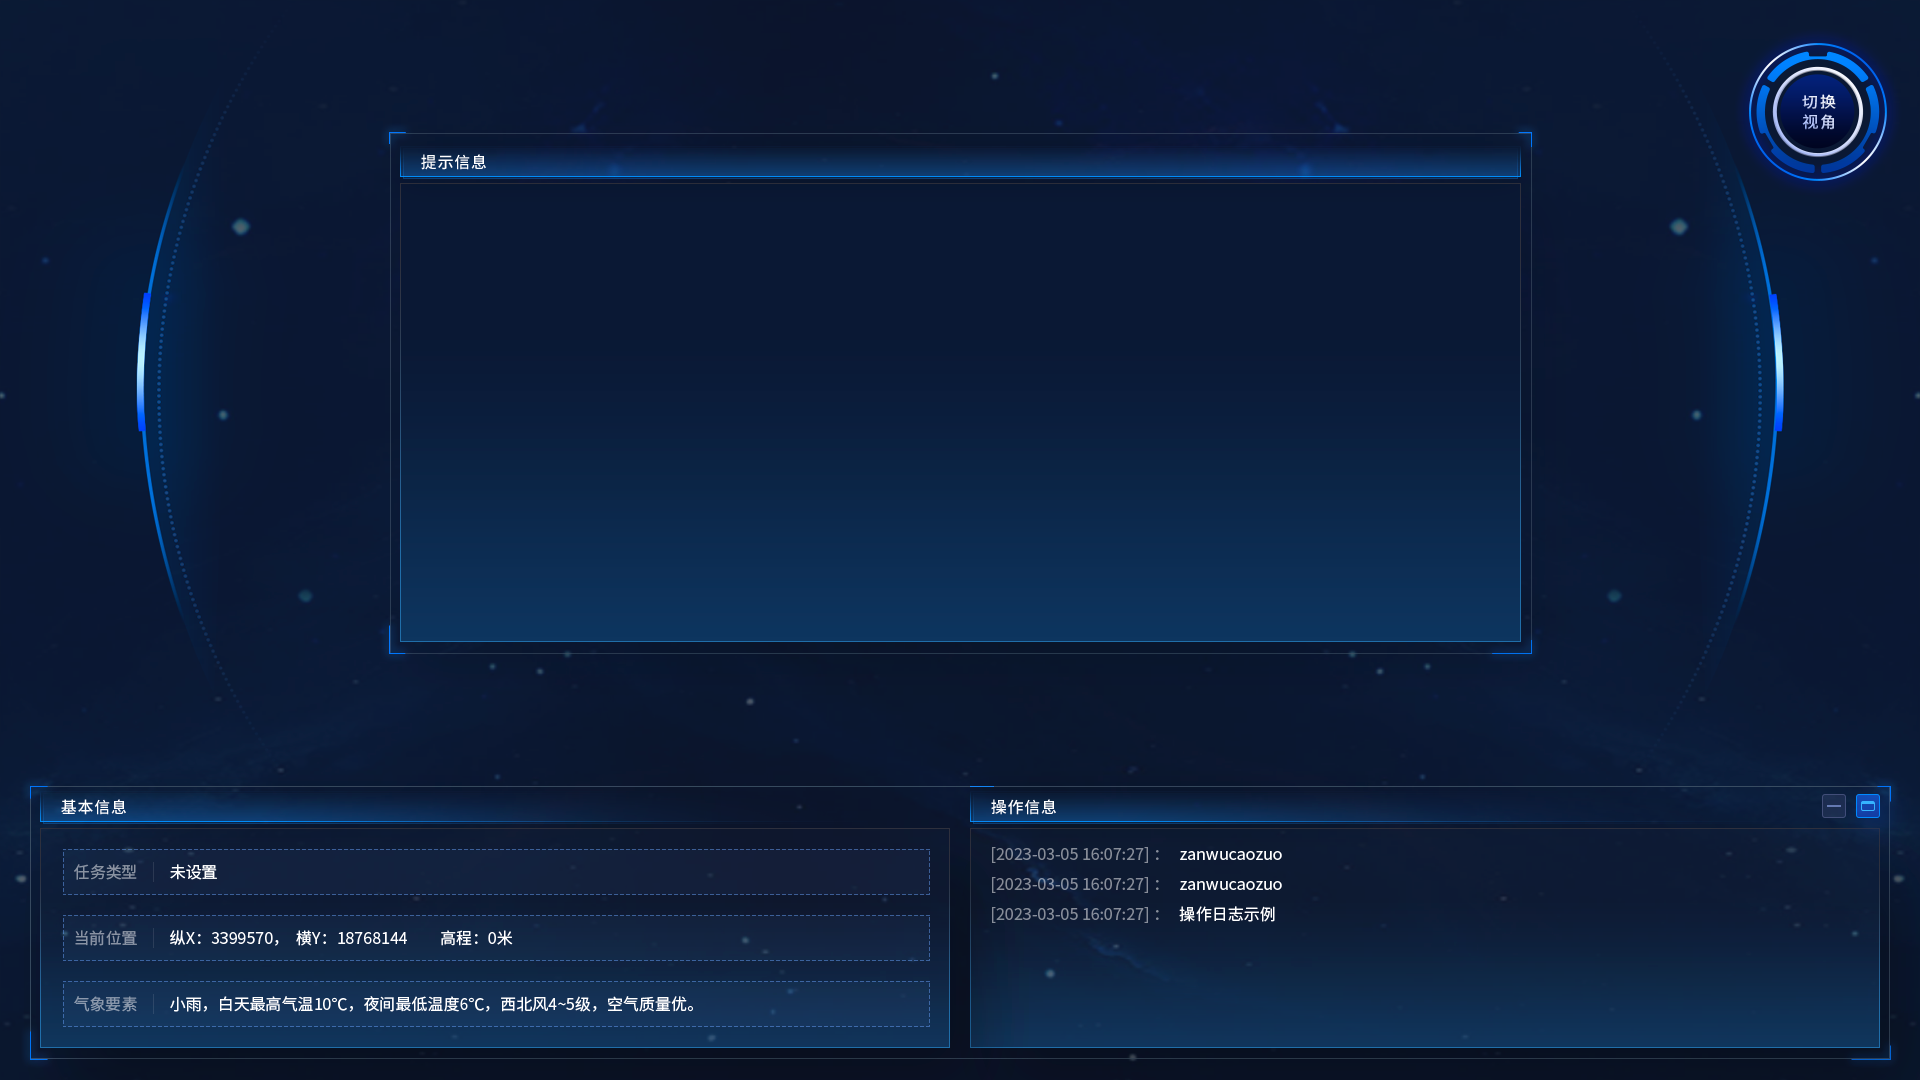 切换
视角
提示信息
基本信息
任务类型 未设置
当前位置 纵X：3399570， 横Y：18768144 高程：0米
气象要素 小雨，白天最高气温10℃，夜间最低温度6℃，西北风4~5级，空气质量优。
操作信息
[2023-03-05 16:07:27]： zanwucaozuo
[2023-03-05 16:07:27]： zanwucaozuo
[2023-03-05 16:07:27]： 操作日志示例